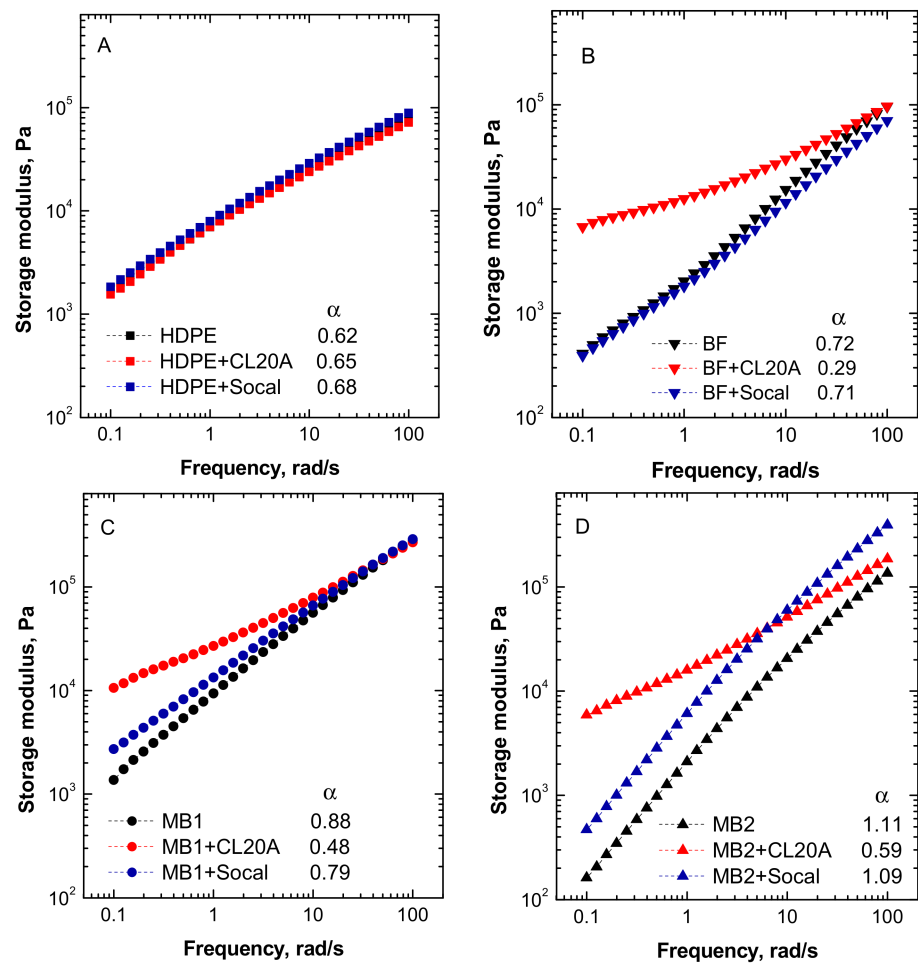 A
Storage modulus, Pa
10^5
10^4
10^3
10^2
α
HDPE 0.62
HDPE+CL20A 0.65
HDPE+Socal 0.68
0.1 1 10 100
Frequency, rad/s
B
Storage modulus, Pa
10^5
10^4
10^3
10^2
α
BF 0.72
BF+CL20A 0.29
BF+Socal 0.71
0.1 1 10 100
Frequency, rad/s
C
Storage modulus, Pa
10^5
10^4
10^3
10^2
α
MB1 0.88
MB1+CL20A 0.48
MB1+Socal 0.79
0.1 1 10 100
Frequency, rad/s
D
Storage modulus, Pa
10^5
10^4
10^3
10^2
α
MB2 1.11
MB2+CL20A 0.59
MB2+Socal 1.09
0.1 1 10 100
Frequency, rad/s